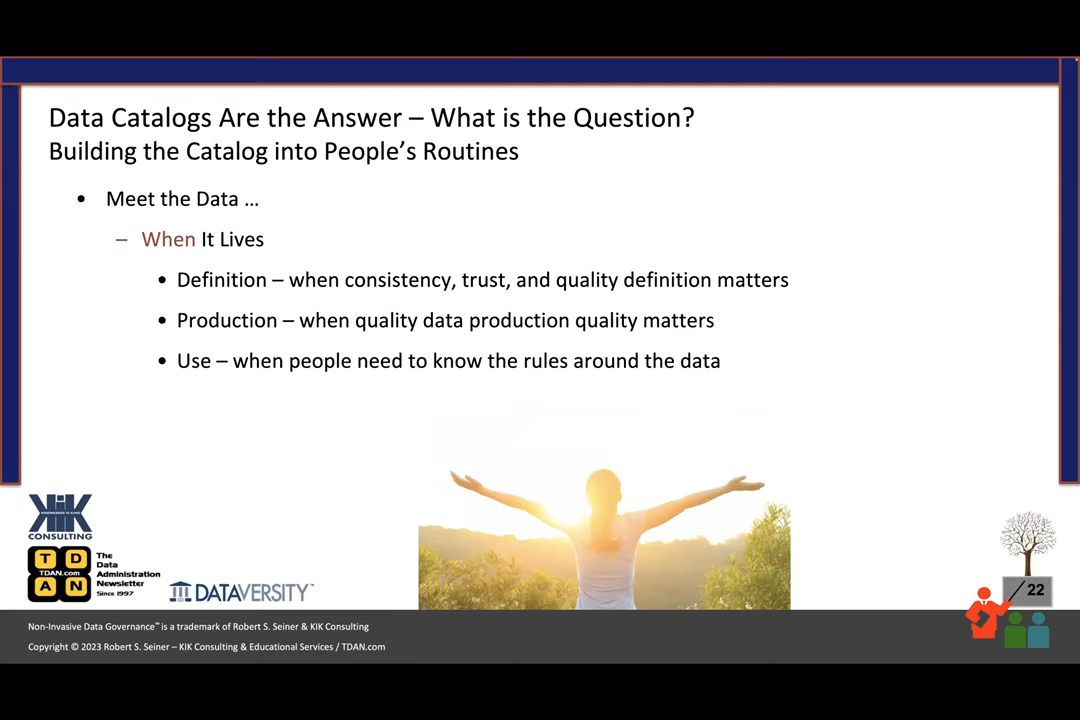 Data Catalogs Are the Answer – What is the Question?
Building the Catalog into People’s Routines
• Meet the Data …
– When It Lives
• Definition – when consistency, trust, and quality definition matters
• Production – when quality data production quality matters
• Use – when people need to know the rules around the data
KIK
KNOWLEDGE IS KING
CONSULTING
T D
TDAN.com
A N
The
Data
Administration
Newsletter
Since 1997
DATAVERSITY™
22
Non-Invasive Data Governance™ is a trademark of Robert S. Seiner & KIK Consulting
Copyright © 2023 Robert S. Seiner – KIK Consulting & Educational Services / TDAN.com